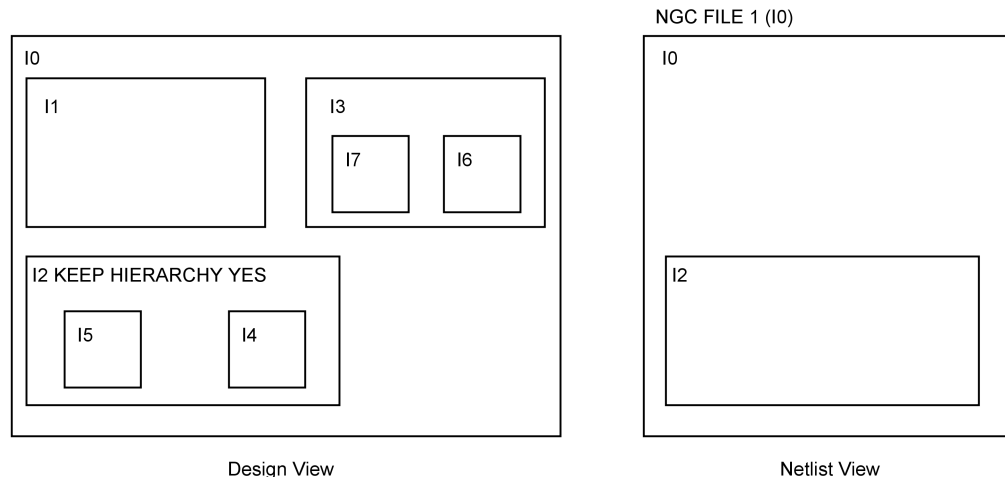 NGC FILE 1 (I0)
I0
I1
I3
I7
I6
I2 KEEP HIERARCHY YES
I5
I4
Design View
I0
I2
Netlist View